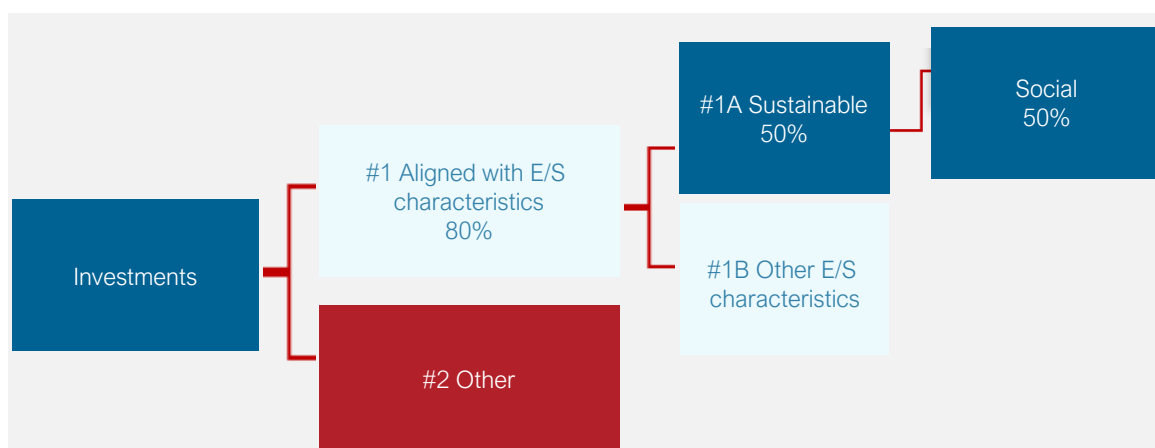 Investments
#1 Aligned with E/S
characteristics
80%
#2 Other
#1A Sustainable
50%
#1B Other E/S
characteristics
Social
50%